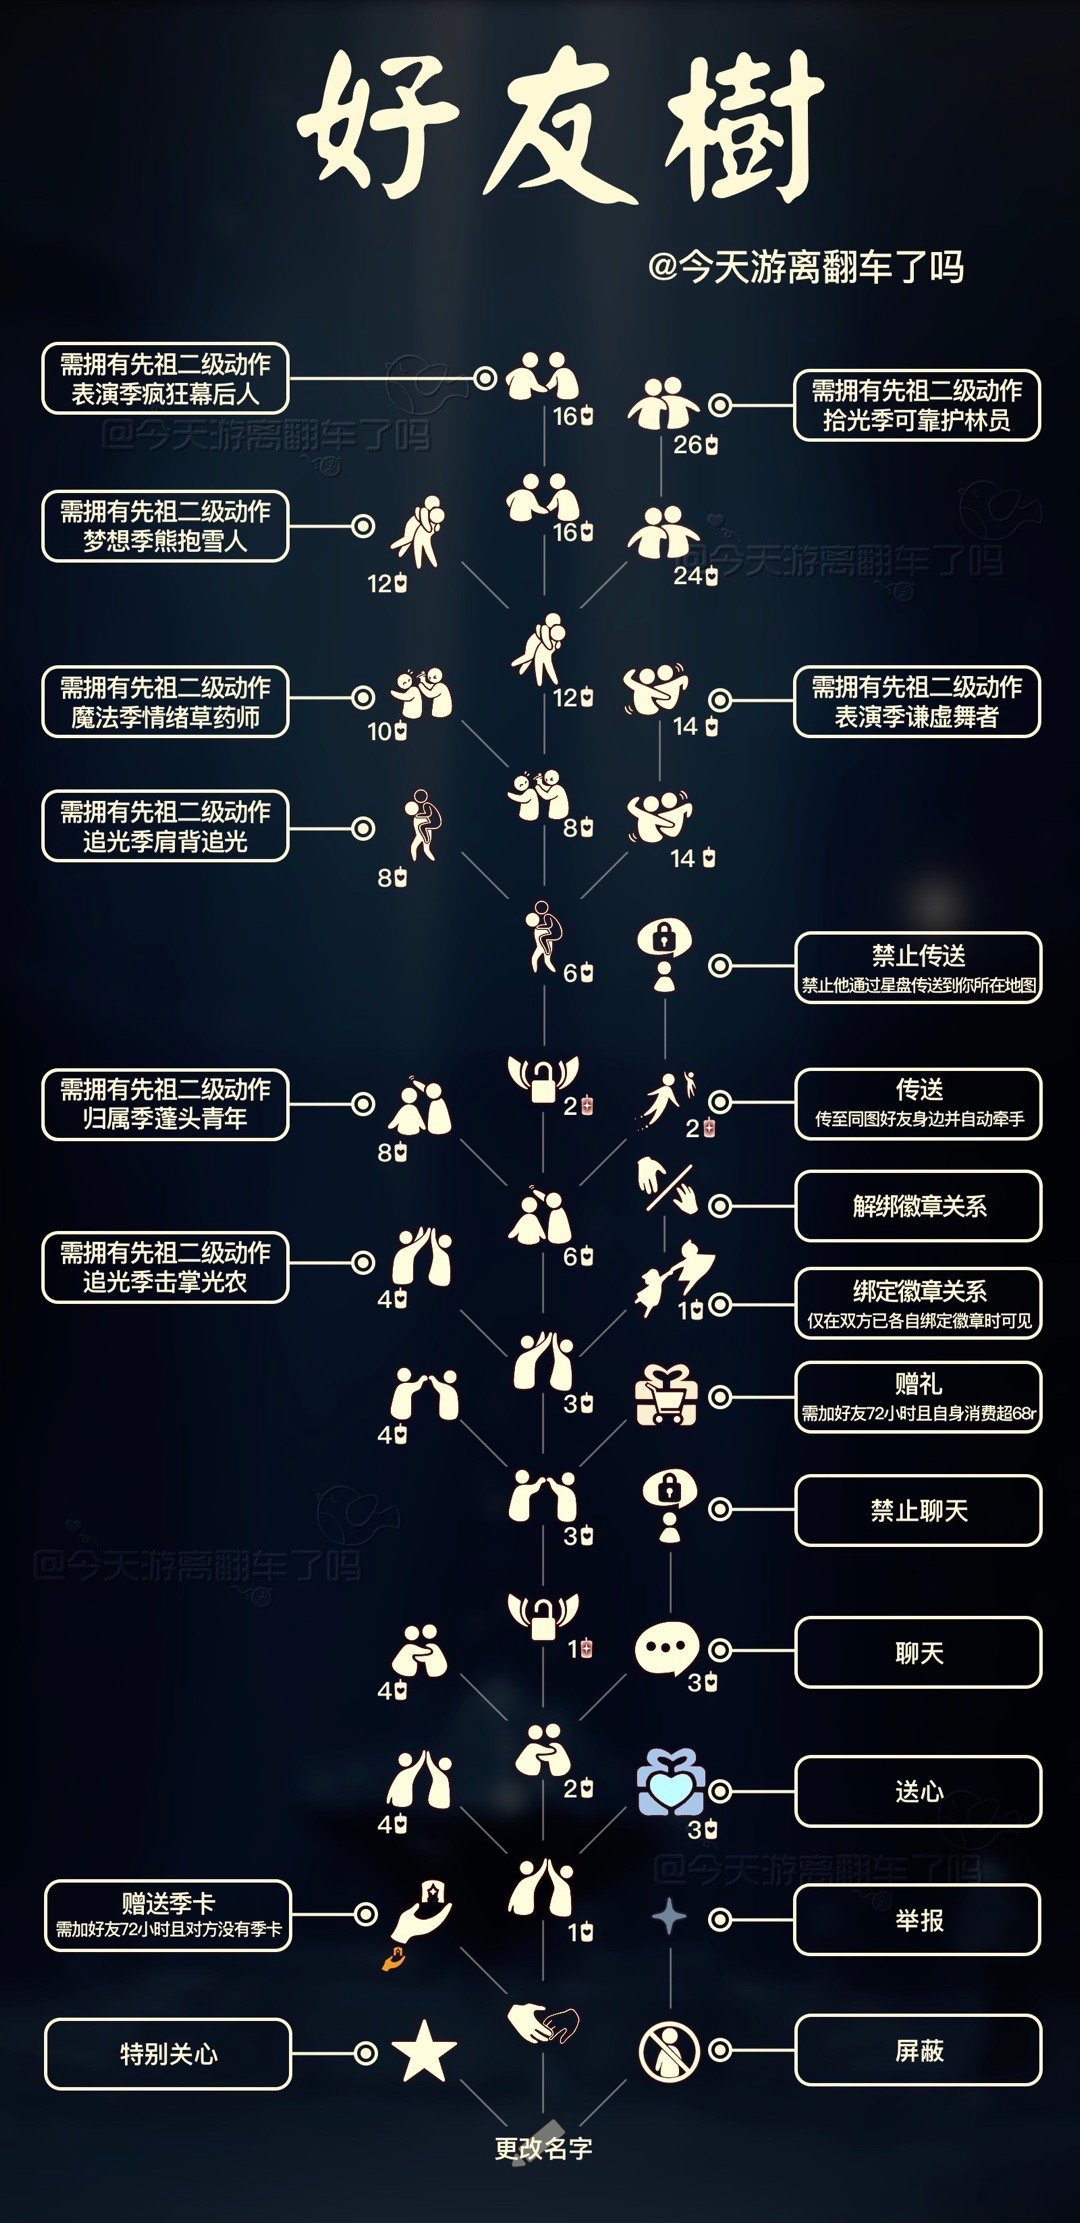 好友樹
@今天游离翻车了吗
需拥有先祖二级动作
表演季疯狂幕后人
16
需拥有先祖二级动作
拾光季可靠护林员
26
@今天游离翻车了吗
需拥有先祖二级动作
梦想季熊抱雪人
12
16
24
@今天游离翻车了吗
12
需拥有先祖二级动作
魔法季情绪草药师
10
14
需拥有先祖二级动作
表演季谦虚舞者
需拥有先祖二级动作
追光季肩背追光
8
8
14
6
禁止传送
禁止他通过星盘传送到你所在地图
需拥有先祖二级动作
归属季蓬头青年
8
2
2
传送
传至同图好友身边并自动牵手
解绑徽章关系
需拥有先祖二级动作
追光季击掌光农
4
6
1
绑定徽章关系
仅在双方已各自绑定徽章时可见
4
3
赠礼
需加好友72小时且自身消费超68r
3
禁止聊天
@今天游离翻车了吗
4
1
3
聊天
4
2
3
送心
@今天游离翻车了吗
赠送季卡
需加好友72小时且对方没有季卡
1
举报
特别关心
屏蔽
更改名字